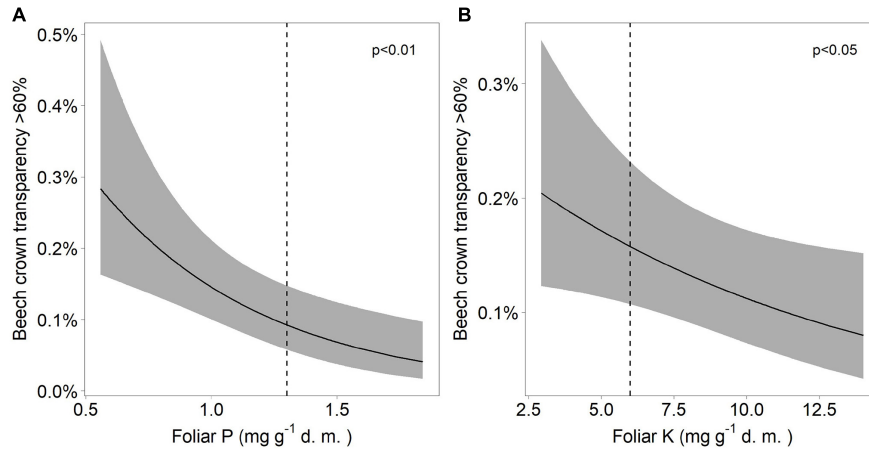 A
p<0.01
Beech crown transparency >60%
0.5%
0.4%
0.3%
0.2%
0.1%
0.0%
0.5
1.0
1.5
Foliar P (mg g⁻¹ d. m. )
B
p<0.05
Beech crown transparency >60%
0.3%
0.2%
0.1%
2.5
5.0
7.5
10.0
12.5
Foliar K (mg g⁻¹ d. m. )